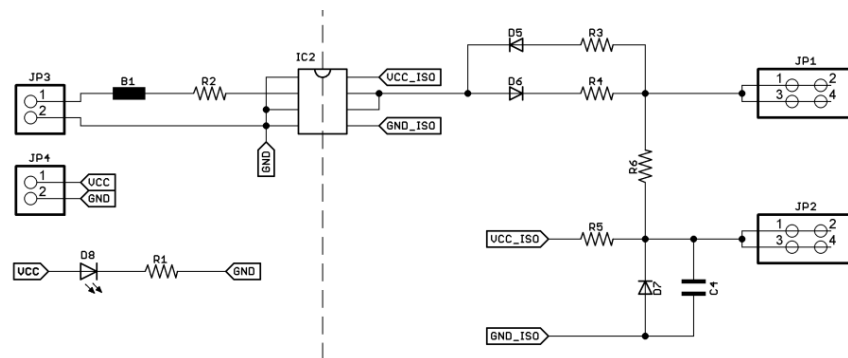 JP3
1
2
B1
R2
IC2
VCC_ISO
GND_ISO
GND
D5
R3
D6
R4
JP1
1 2
3 4
JP4
1 VCC
2 GND
R6
VCC_ISO
R5
JP2
1 2
3 4
D7
C4
GND_ISO
VCC
D8
R1
GND